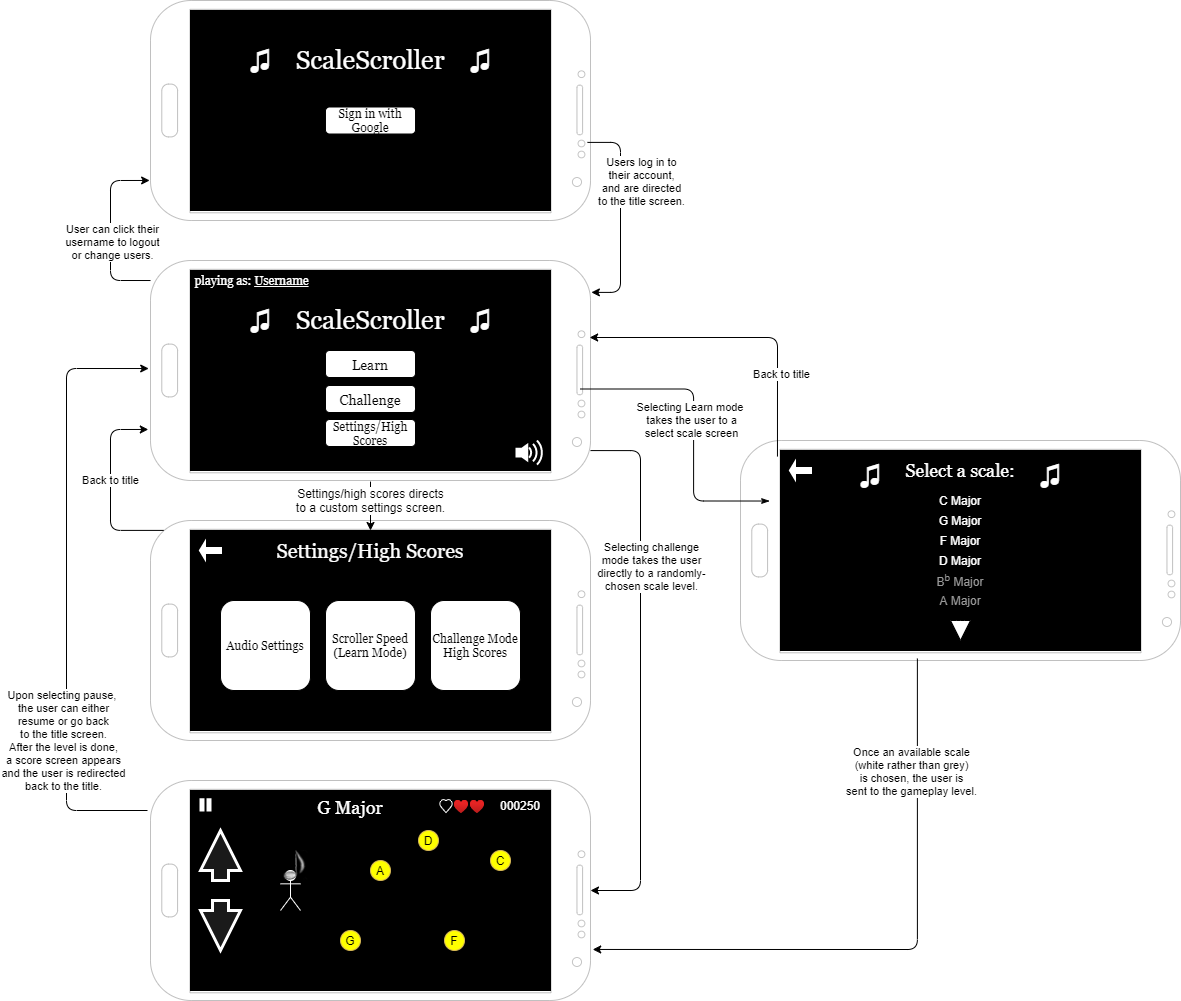 ScaleScroller
Sign in with
Google
Users log in to
their account,
and are directed
to the title screen.
User can click their
username to logout
or change users.
playing as: Username
ScaleScroller
Learn
Challenge
Settings/High
Scores
Back to title
Selecting Learn mode
takes the user to a
select scale screen
Back to title
Settings/high scores directs
to a custom settings screen.
Select a scale:
C Major
G Major
F Major
D Major
Bb Major
A Major
Settings/High Scores
Audio Settings
Scroller Speed
(Learn Mode)
Challenge Mode
High Scores
Selecting challenge
mode takes the user
directly to a randomly-
chosen scale level.
Upon selecting pause,
the user can either
resume or go back
to the title screen.
After the level is done,
a score screen appears
and the user is redirected
back to the title.
Once an available scale
(white rather than grey)
is chosen, the user is
sent to the gameplay level.
G Major
000250
D
C
A
G
F